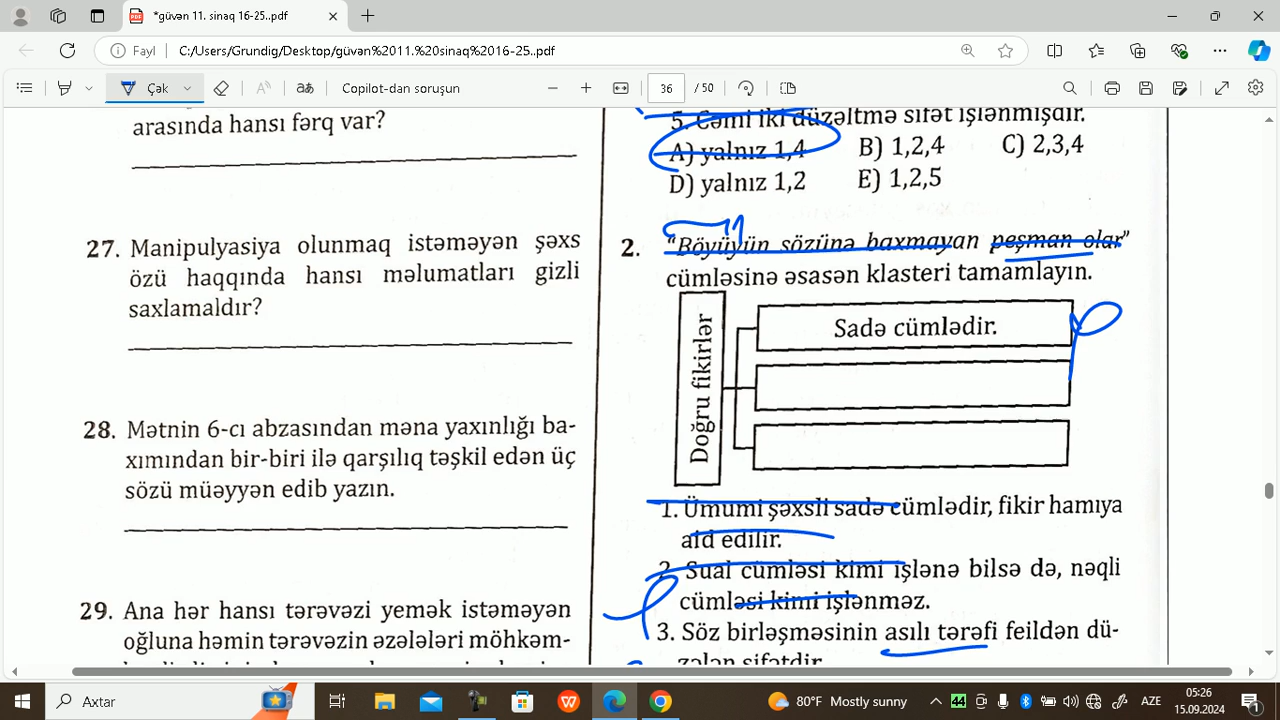 *güvən 11. sinaq 16-25..pdf
Fayl
C:/Users/Grundig/Desktop/güvən%2011.%20sınaq%2016-25..pdf
Çək
aあ
Copilot-dan soruşun
36
/ 50
arasında hansı fərq var?
27. Manipulyasiya olunmaq istəməyən şəxs
özü haqqında hansı məlumatları gizli
saxlamaldır?
28. Mətnin 6-cı abzasından məna yaxınlığı ba-
xımından bir-biri ilə qarşılıq təşkil edən üç
sözü müəyyən edib yazın.
29. Ana hər hansı tərəvəzi yemək istəməyən
oğluna həmin tərəvəzin əzələləri möhkəm-
5. Cəmi iki düzəltmə sifət işlənmişdir.
A) yalnız 1,4 B) 1,2,4 C) 2,3,4
D) yalnız 1,2 E) 1,2,5
2. "Böyüyün sözünə baxmayan peşman olar"
cümləsinə əsasən klasteri tamamlayın.
Doğru fikirlər
Sadə cümlədir.
1. Ümumi şəxsli sadə cümlədir, fikir hamıya
aid edilir.
2. Sual cümləsi kimi işlənə bilsə də, nəqli
cümləsi kimi işlənməz.
3. Söz birləşməsinin asılı tərəfi feildən dü-
zələn sifətdir.
Axtar
80°F Mostly sunny
44
AZE
05:26
15.09.2024